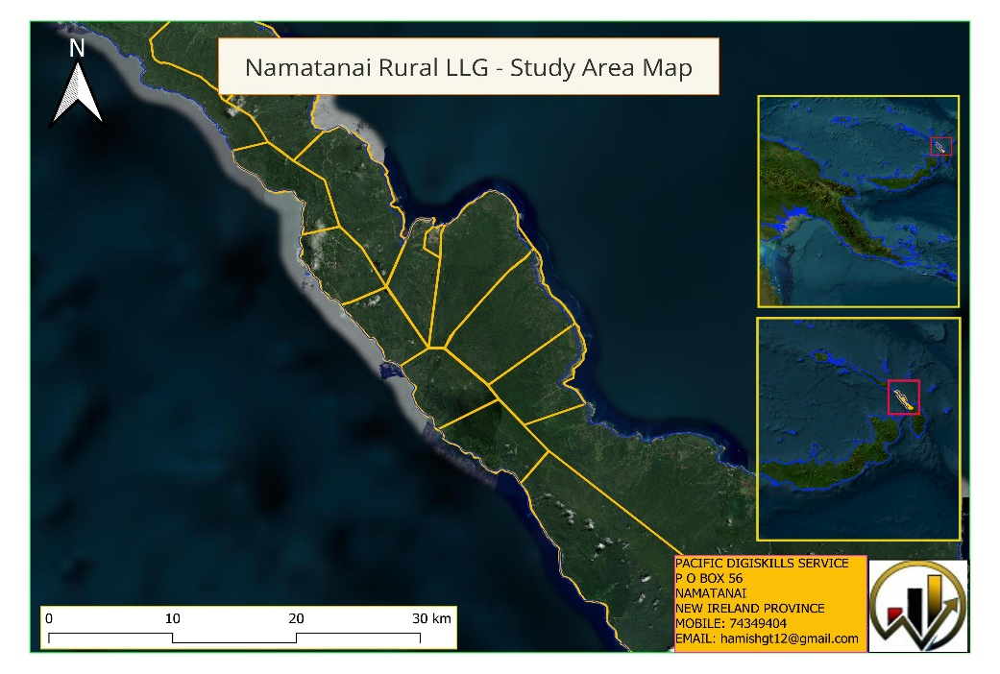 N
Namatanai Rural LLG - Study Area Map
0 10 20 30 km
PACIFIC DIGISKILLS SERVICE
P O BOX 56
NAMATANAI
NEW IRELAND PROVINCE
MOBILE: 74349404
EMAIL: hamishgt12@gmail.com